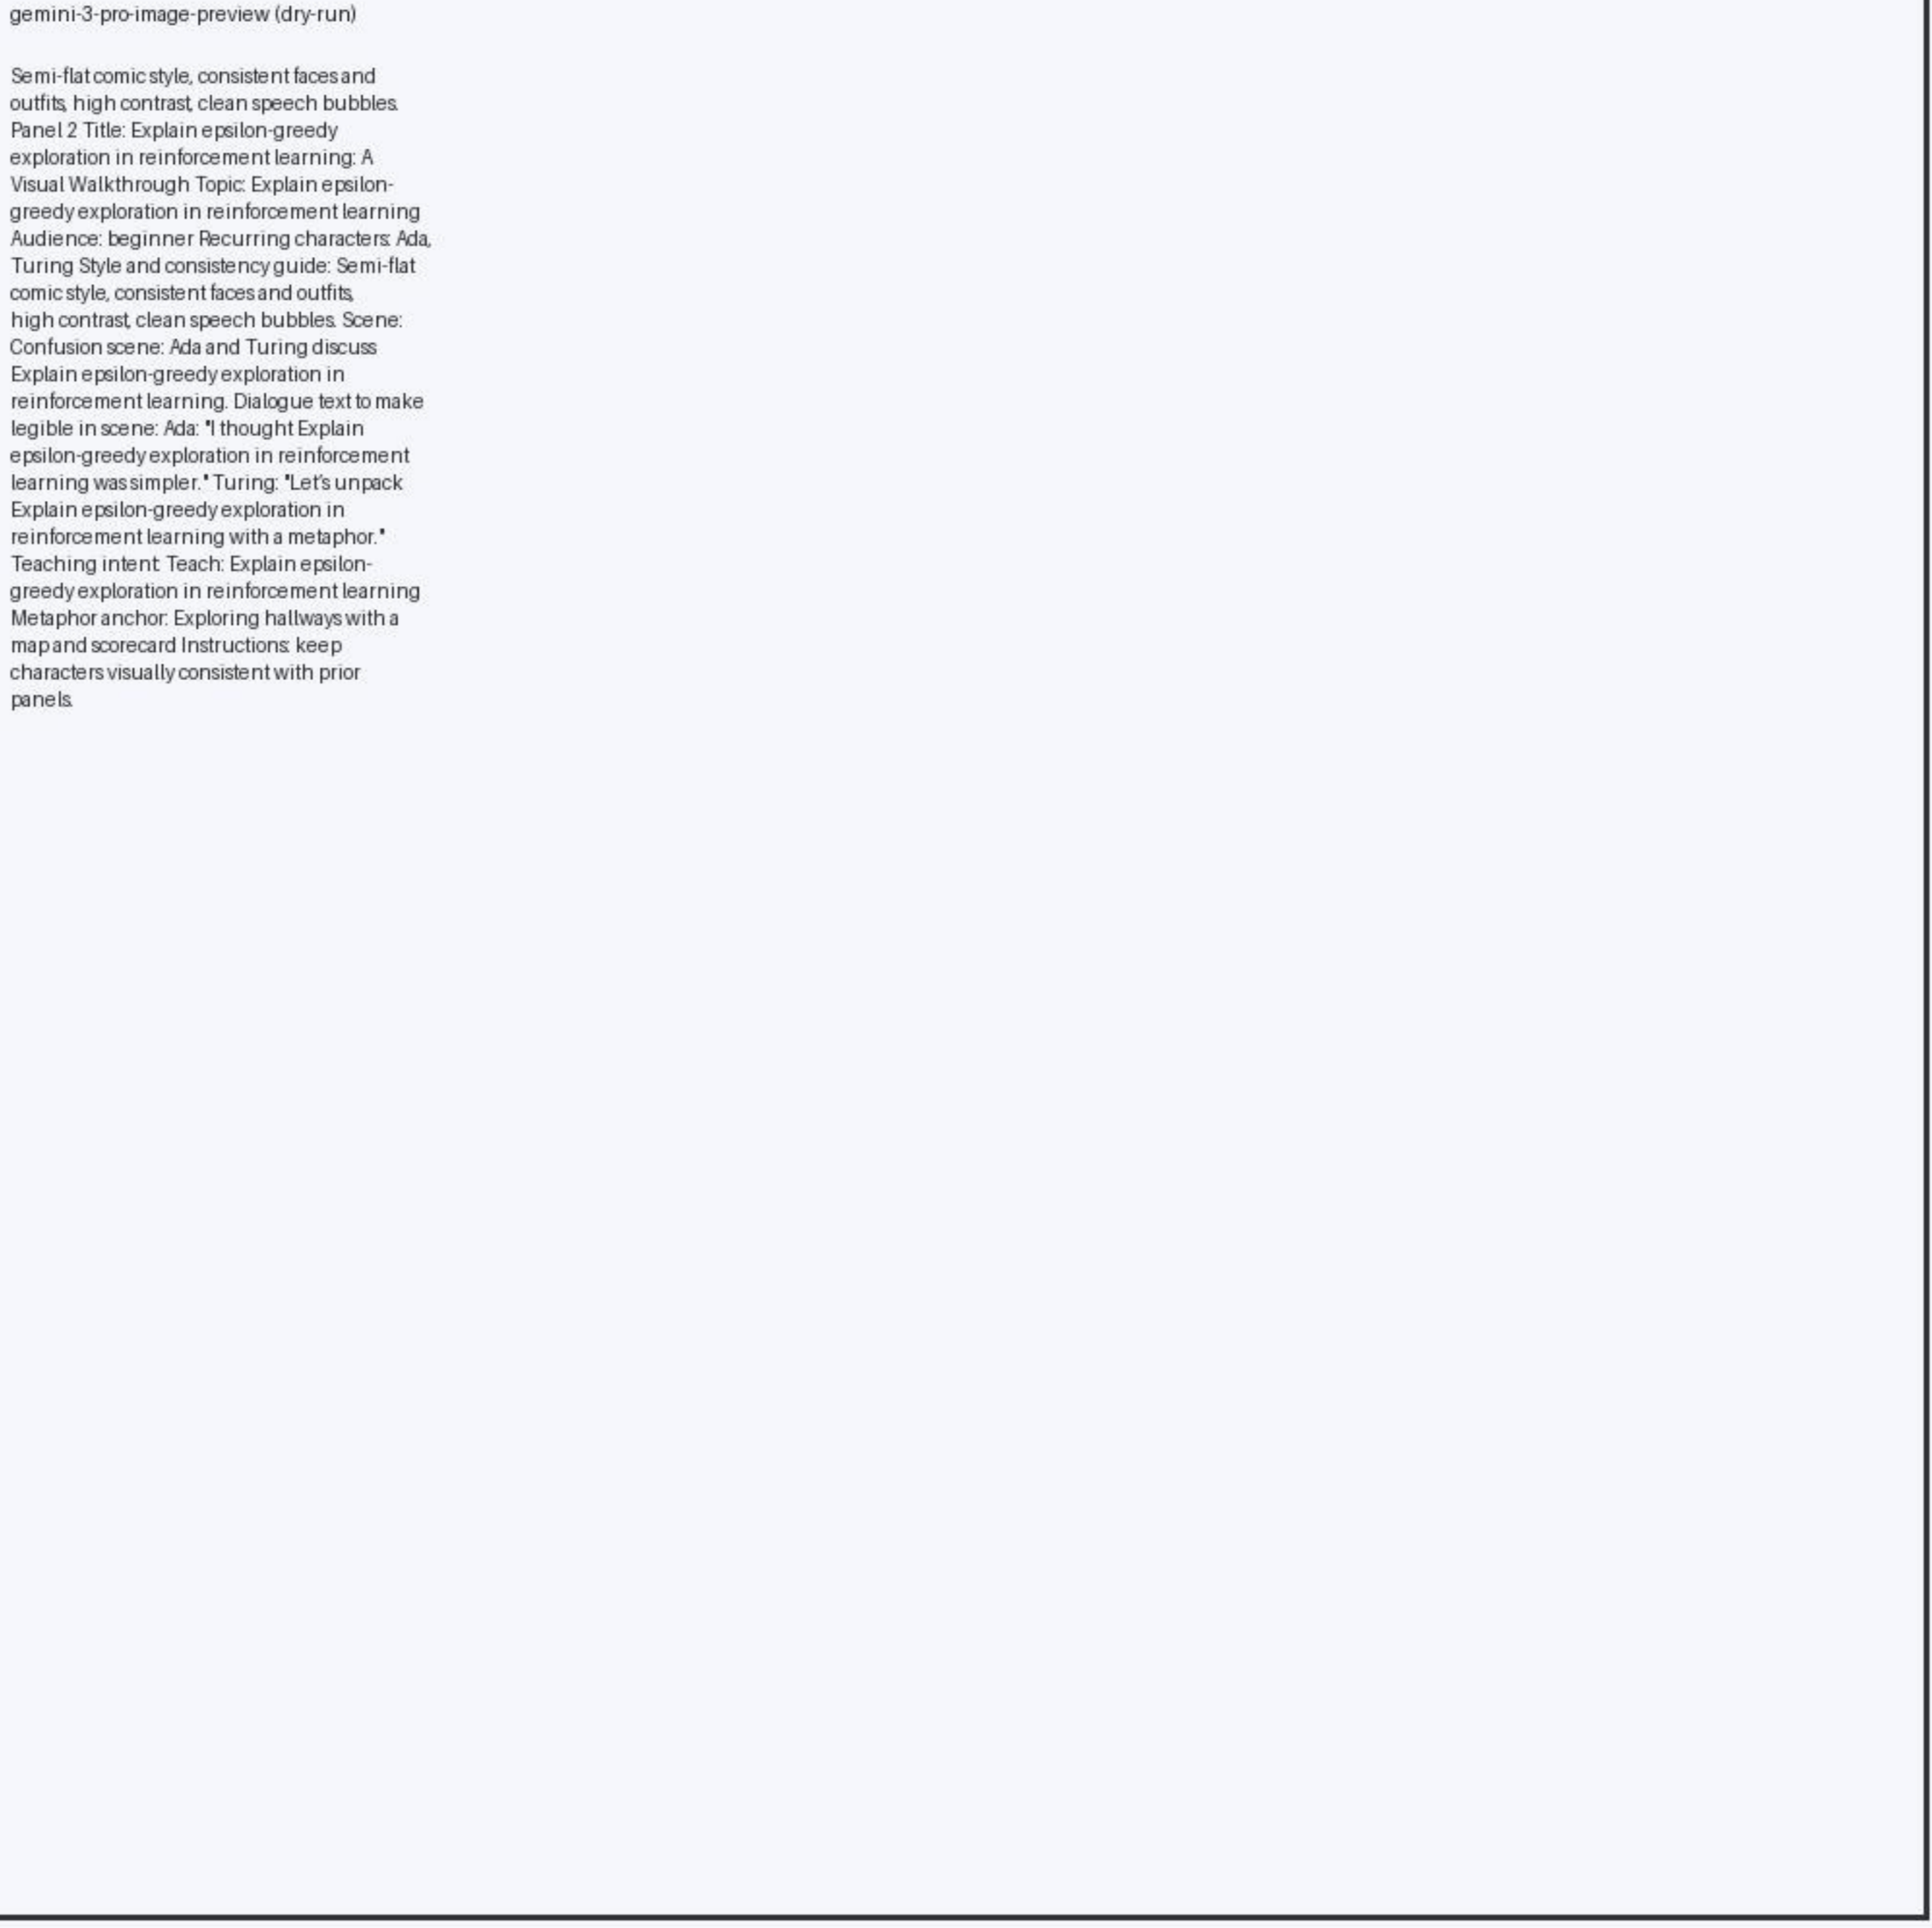 gemini-3-pro-image-preview (dry-run)
Semi-flat comic style, consistent faces and
outfits, high contrast, clean speech bubbles.
Panel 2 Title: Explain epsilon-greedy
exploration in reinforcement learning: A
Visual Walkthrough Topic: Explain epsilon-
greedy exploration in reinforcement learning
Audience: beginner Recurring characters: Ada,
Turing Style and consistency guide: Semi-flat
comic style, consistent faces and outfits,
high contrast, clean speech bubbles. Scene:
Confusion scene: Ada and Turing discuss
Explain epsilon-greedy exploration in
reinforcement learning. Dialogue text to make
legible in scene: Ada: "I thought Explain
epsilon-greedy exploration in reinforcement
learning was simpler." Turing: "Let's unpack
Explain epsilon-greedy exploration in
reinforcement learning with a metaphor."
Teaching intent: Teach: Explain epsilon-
greedy exploration in reinforcement learning
Metaphor anchor: Exploring hallways with a
map and scorecard Instructions: keep
characters visually consistent with prior
panels.